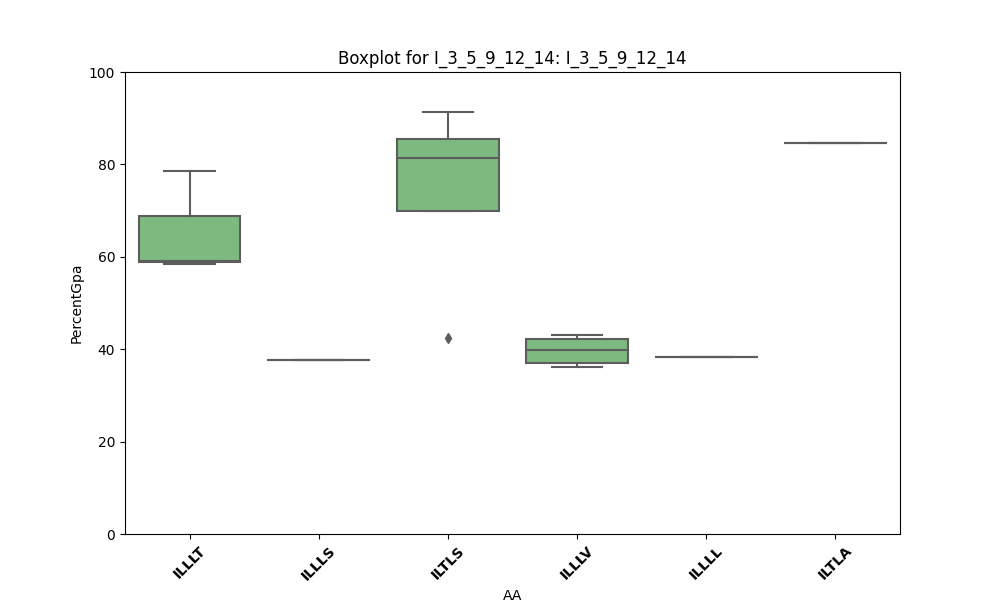 Boxplot for I_3_5_9_12_14: I_3_5_9_12_14
100
80
60
40
20
0
PercentGpa
ILLLT
ILLLS
ILTLS
ILLLV
ILLLL
ILTLA
AA